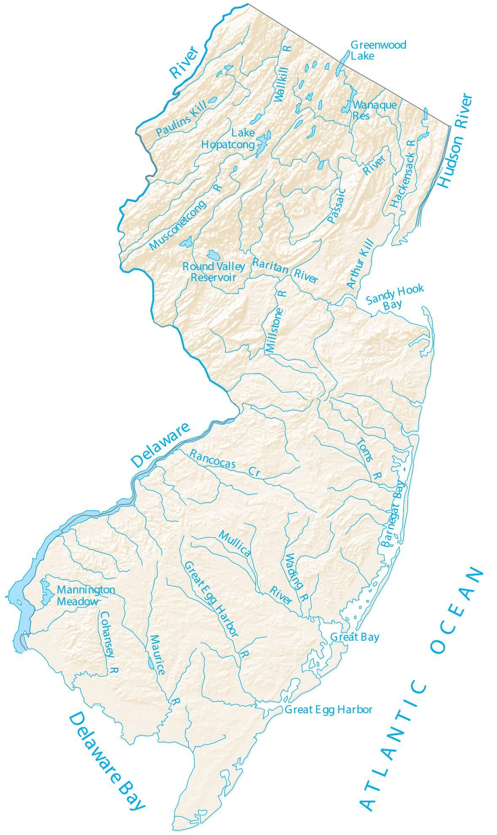 Greenwood
Lake
River
Wallkill R
Wanaque
Res
Paulins Kill
Lake
Hopatcong
Hudson River
Hackensack R
Passaic River
Musconetcong R
Arthur Kill
Round Valley
Reservoir
Raritan River
Sandy Hook
Bay
Millstone R
Delaware
Rancocas Cr
Toms R
Barnegat Bay
Mullica River
Wading R
Great Egg Harbor R
Mannington
Meadow
Cohansey R
Maurice R
Great Bay
Great Egg Harbor
Delaware Bay
ATLANTIC OCEAN